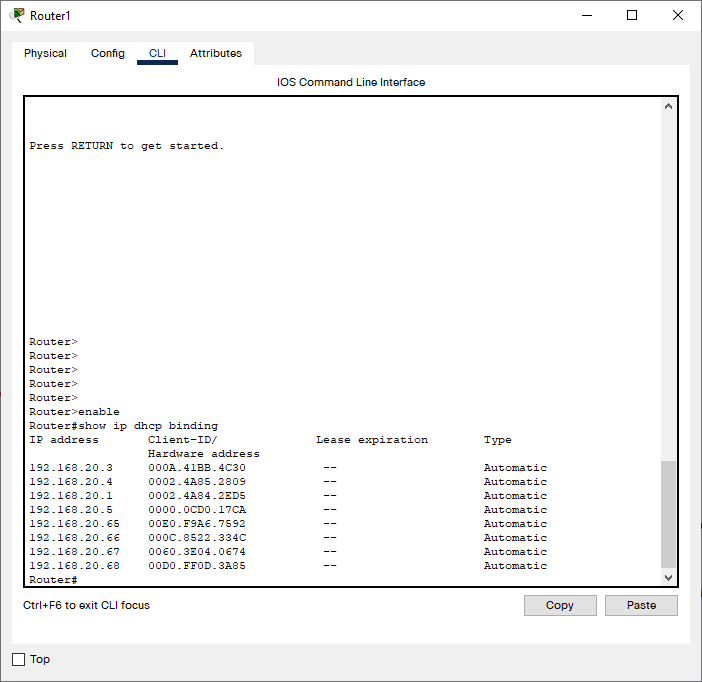 Router1
Physical Config CLI Attributes
IOS Command Line Interface
Press RETURN to get started.
Router>
Router>
Router>
Router>
Router>
Router>enable
Router#show ip dhcp binding
IP address Client-ID/ Lease expiration Type
Hardware address
192.168.20.3 000A.41BB.4C30 -- Automatic
192.168.20.4 0002.4A85.2809 -- Automatic
192.168.20.1 0002.4A84.2ED5 -- Automatic
192.168.20.5 0000.0CD0.17CA -- Automatic
192.168.20.65 00E0.F9A6.7592 -- Automatic
192.168.20.66 000C.8522.334C -- Automatic
192.168.20.67 0060.3E04.0674 -- Automatic
192.168.20.68 00D0.FF0D.3A85 -- Automatic
Router#
Ctrl+F6 to exit CLI focus
Copy Paste
Top